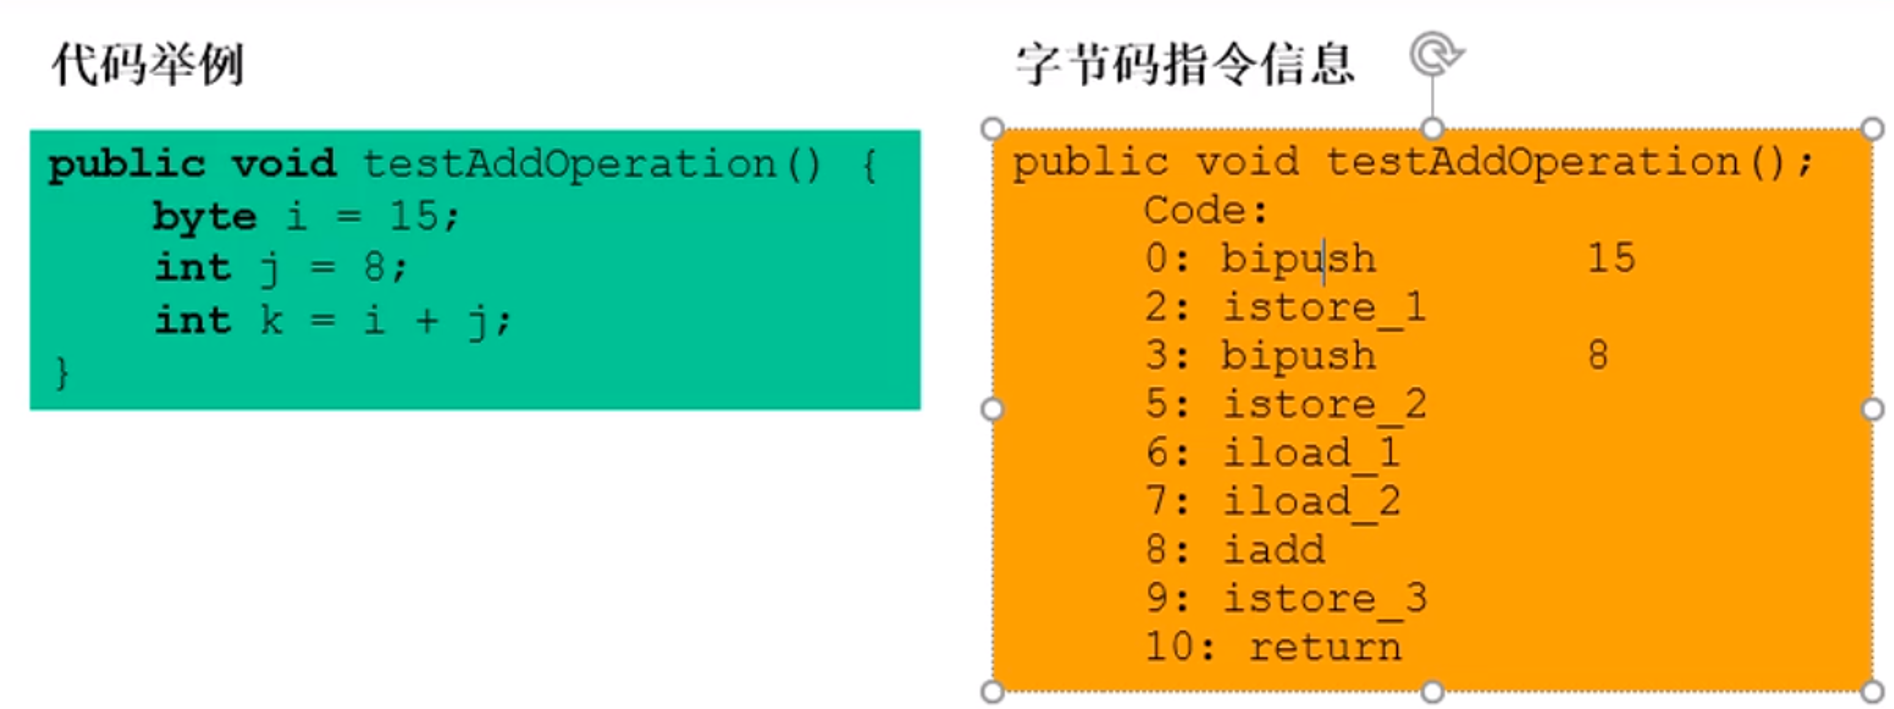 代码举例
public void testAddOperation() {
byte i = 15;
int j = 8;
int k = i + j;
}
字节码指令信息
public void testAddOperation();
Code:
0: bipush 15
2: istore_1
3: bipush 8
5: istore_2
6: iload_1
7: iload_2
8: iadd
9: istore_3
10: return